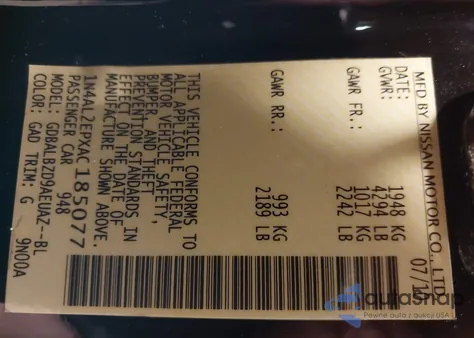 MFD BY NISSAN MOTOR CO., LTD.
DATE: 07/1
GVWR: 1948 KG
4294 LB
GAWR FR.: 1017 KG
2242 LB
GAWR RR.: 993 KG
2189 LB
THIS VEHICLE CONFORMS TO
ALL APPLICABLE FEDERAL
MOTOR VEHICLE SAFETY,
BUMPER, AND THEFT
PREVENTION STANDARDS IN
EFFECT ON THE DATE OF
MANUFACTURE SHOWN ABOVE.
1N4AL2EPXAC185077
PASSENGER CAR 948
MODEL: GDBALBZD9AEUAZ--BL
COLOR: GAD TRIM: G 9N00A
autosnap
Pewne auta z aukcji USA